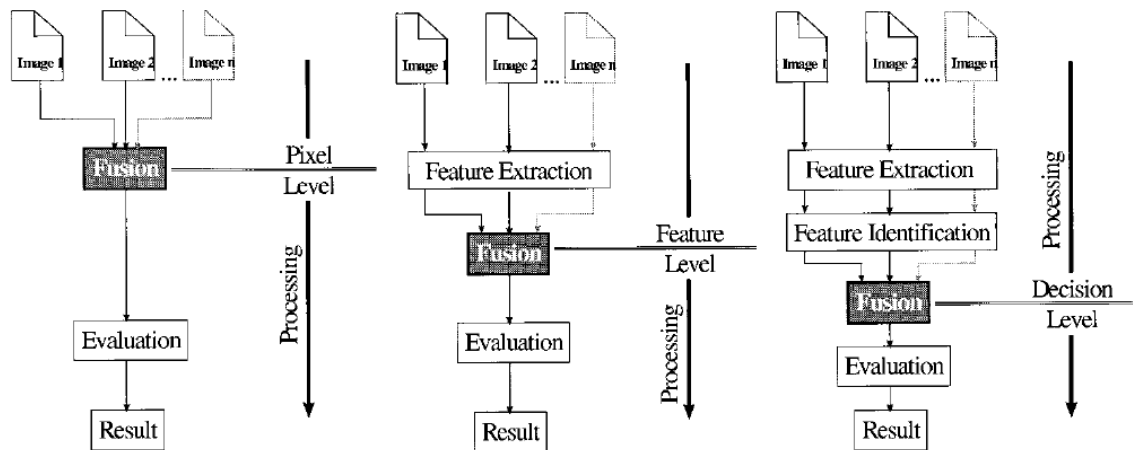 Image 1
Image 2
...
Image n
Fusion
Pixel
Level
Processing
Evaluation
Result
Image 1
Image 2
...
Image n
Feature Extraction
Fusion
Feature
Level
Processing
Evaluation
Result
Image 1
Image 2
...
Image n
Feature Extraction
Feature Identification
Processing
Fusion
Decision
Level
Evaluation
Result